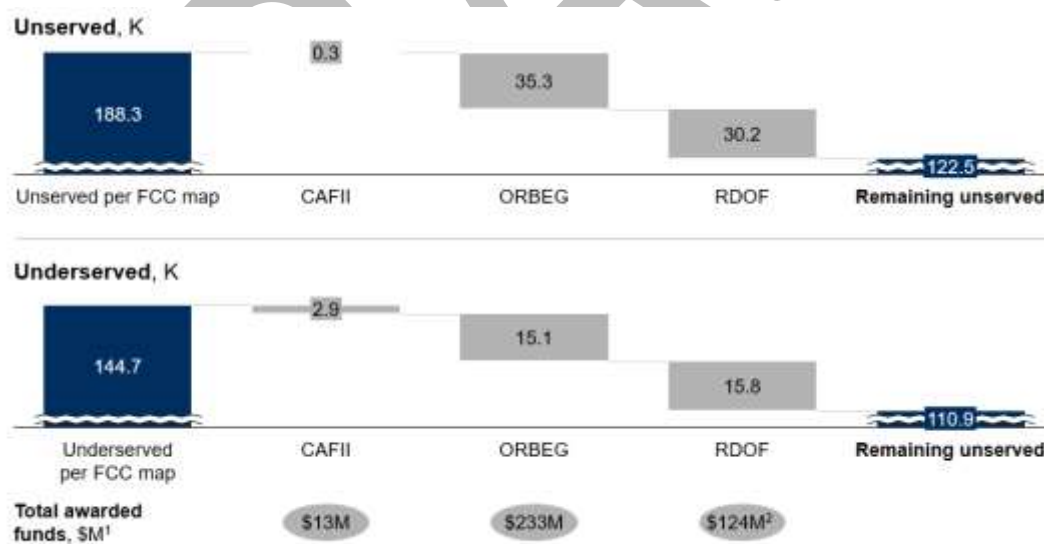 Unserved, K
188.3
0.3
35.3
30.2
122.5
Unserved per FCC map
CAFII
ORBEG
RDOF
Remaining unserved
Underserved, K
144.7
2.9
15.1
15.8
110.9
Underserved
per FCC map
CAFII
ORBEG
RDOF
Remaining unserved
Total awarded
funds, $M¹
$13M
$233M
$124M²